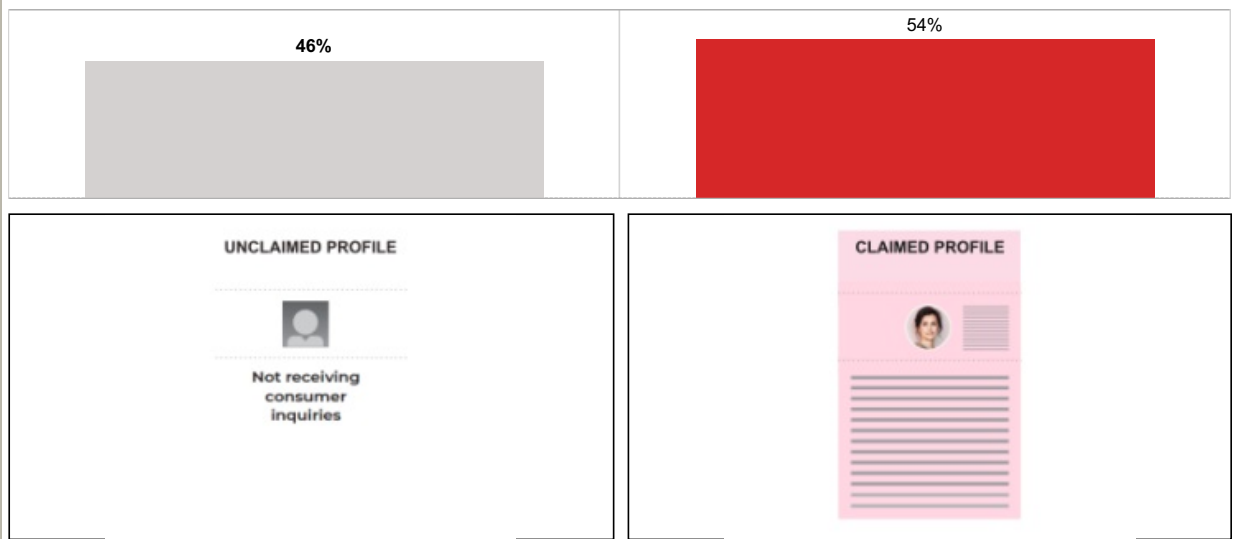 46%
54%
UNCLAIMED PROFILE
Not receiving
consumer
inquiries
CLAIMED PROFILE